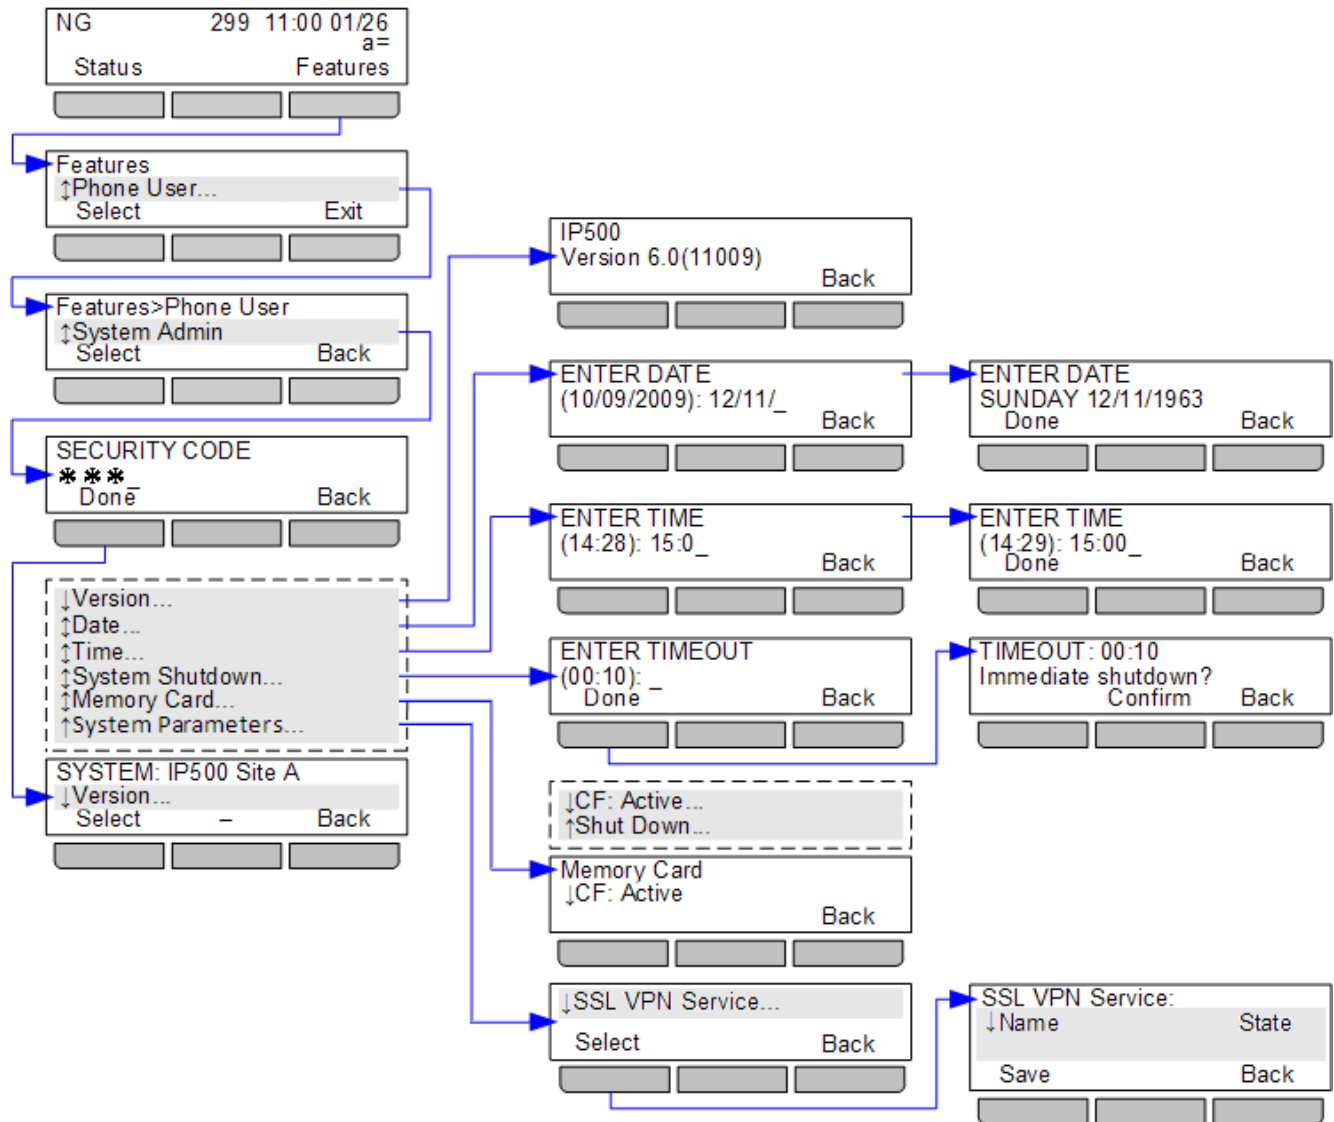 NG 299 11:00 01/26
a=
Status Features
Features
↕Phone User...
Select Exit
Features>Phone User
↕System Admin
Select Back
SECURITY CODE
***_
Done Back
↓Version...
↕Date...
↕Time...
↕System Shutdown...
↕Memory Card...
↑System Parameters...
SYSTEM: IP500 Site A
↓Version...
Select – Back
IP500
Version 6.0(11009)
Back
ENTER DATE
(10/09/2009): 12/11/_
Back
ENTER DATE
SUNDAY 12/11/1963
Done Back
ENTER TIME
(14:28): 15:0_
Back
ENTER TIME
(14:29): 15:00_
Done Back
ENTER TIMEOUT
(00:10): _
Done Back
TIMEOUT: 00:10
Immediate shutdown?
Confirm Back
↓CF: Active...
↑Shut Down...
Memory Card
↓CF: Active
Back
↓SSL VPN Service...
Select Back
SSL VPN Service:
↓Name State
Save Back